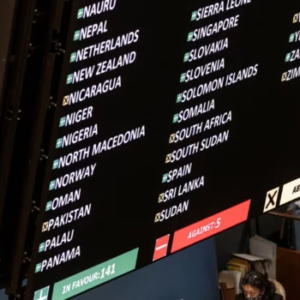 NAURU
NEPAL
NETHERLANDS
NEW ZEALAND
NICARAGUA
NIGER
NIGERIA
NORTH MACEDONIA
NORWAY
OMAN
PAKISTAN
PALAU
PANAMA
IN FAVOUR:141
SIERRA LEONE
SINGAPORE
SLOVAKIA
SLOVENIA
SOLOMON ISLANDS
SOMALIA
SOUTH AFRICA
SOUTH SUDAN
SPAIN
SRI LANKA
SUDAN
AGAINST:5